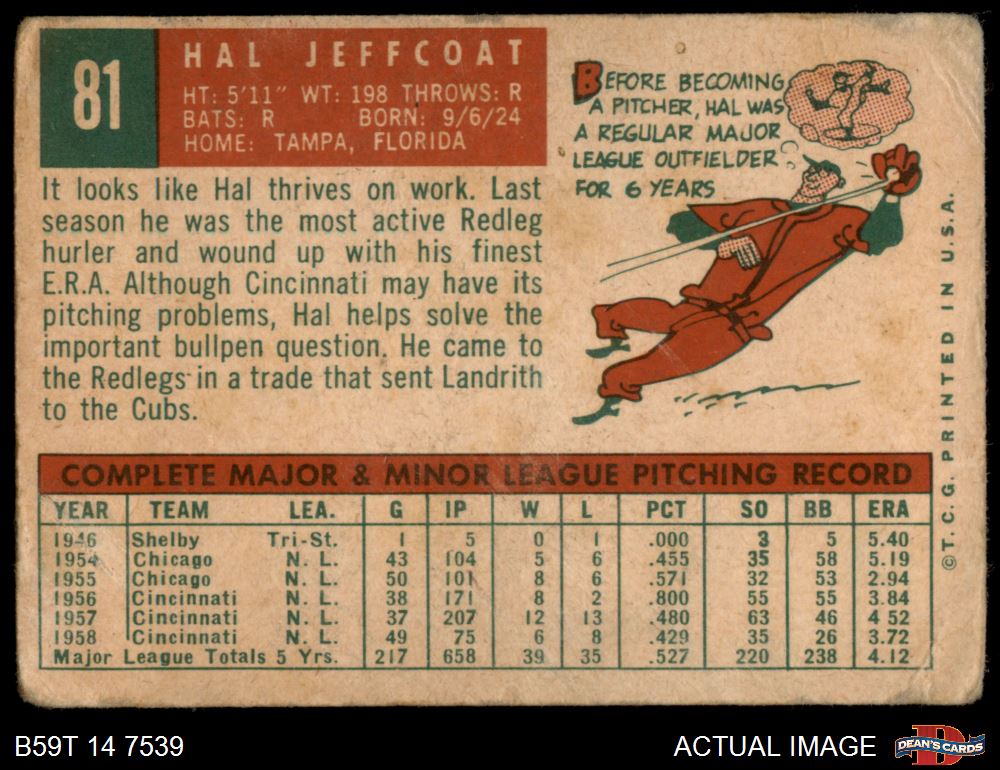 81
HAL JEFFCOAT
HT: 5'11" WT: 198 THROWS: R
BATS: R BORN: 9/6/24
HOME: TAMPA, FLORIDA
It looks like Hal thrives on work. Last
season he was the most active Redleg
hurler and wound up with his finest
E.R.A. Although Cincinnati may have its
pitching problems, Hal helps solve the
important bullpen question. He came to
the Redlegs in a trade that sent Landrith
to the Cubs.
BEFORE BECOMING
A PITCHER, HAL WAS
A REGULAR MAJOR
LEAGUE OUTFIELDER
FOR 6 YEARS
COMPLETE MAJOR & MINOR LEAGUE PITCHING RECORD
YEAR TEAM LEA. G IP W L PCT SO BB ERA
1946 Shelby Tri-St. 1 5 0 1 .000 3 5 5.40
1954 Chicago N. L. 43 104 5 6 .455 35 58 5.19
1955 Chicago N. L. 50 101 8 6 .571 32 53 2.94
1956 Cincinnati N. L. 38 171 8 2 .800 55 55 3.84
1957 Cincinnati N. L. 37 207 12 13 .480 63 46 4 52
1958 Cincinnati N. L. 49 75 6 8 .429 35 26 3.72
Major League Totals 5 Yrs. 217 658 39 35 .527 220 238 4.12
©T. C. G. PRINTED IN U.S.A.
B59T 14 7539
ACTUAL IMAGE
D
DEAN'S CARDS